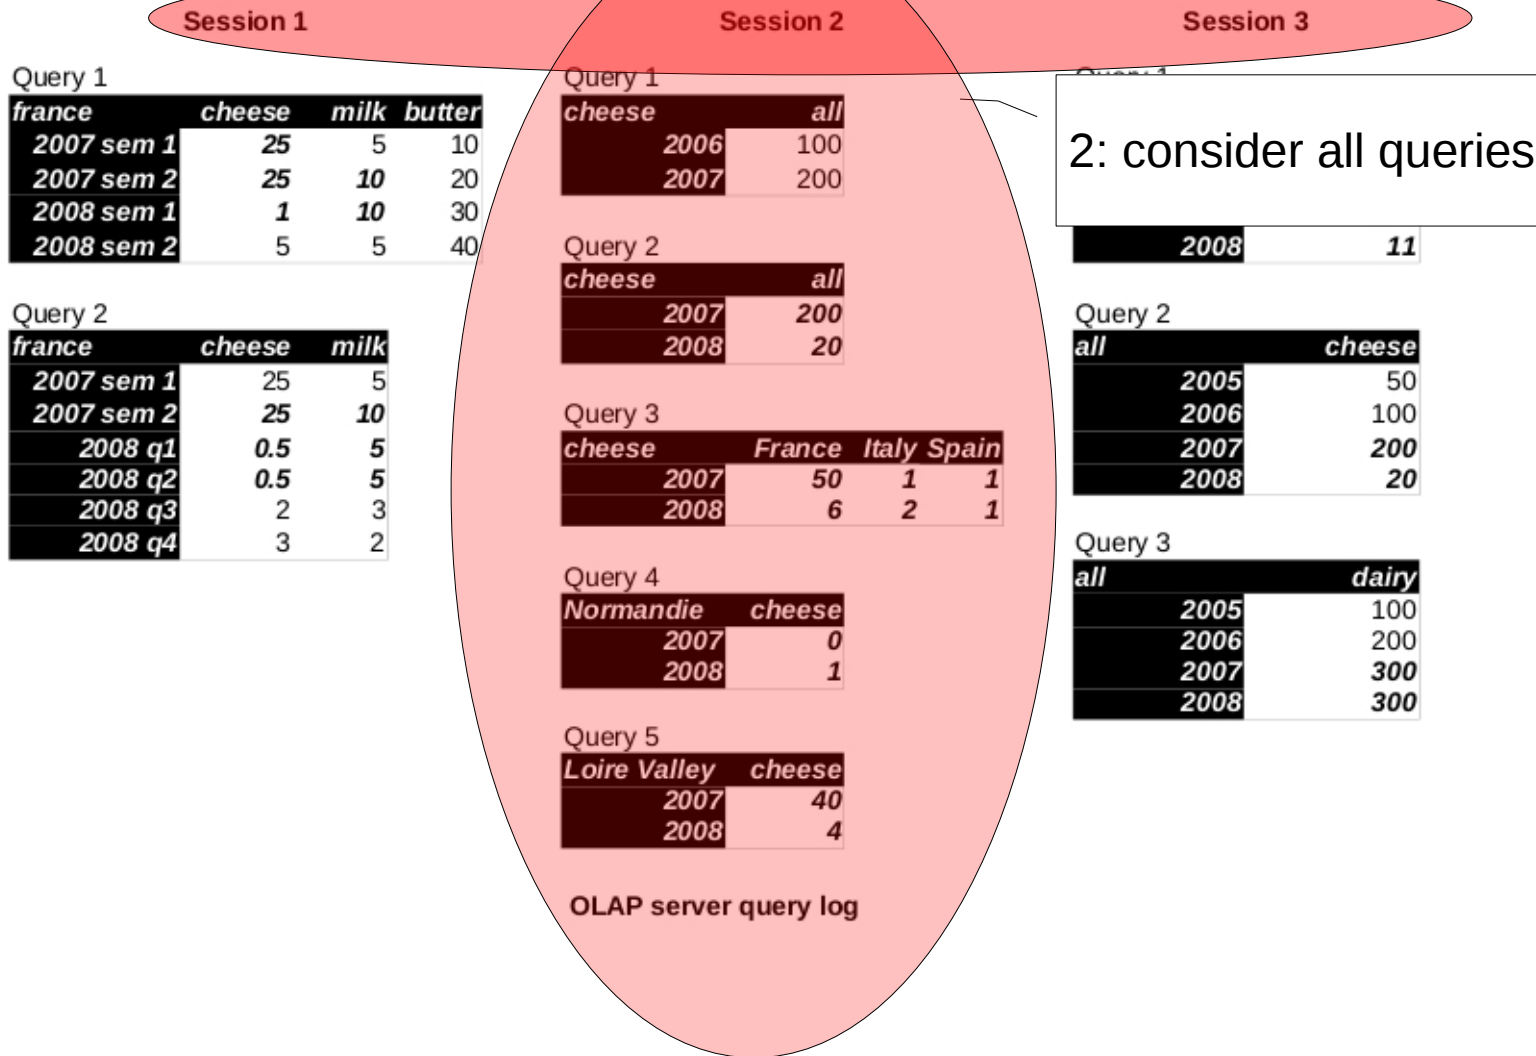 Session 1
Session 2
Session 3
Query 1
france cheese milk butter
2007 sem 1 25 5 10
2007 sem 2 25 10 20
2008 sem 1 1 10 30
2008 sem 2 5 5 40
Query 2
france cheese milk
2007 sem 1 25 5
2007 sem 2 25 10
2008 q1 0.5 5
2008 q2 0.5 5
2008 q3 2 3
2008 q4 3 2
Query 1
cheese all
2006 100
2007 200
Query 2
cheese all
2007 200
2008 20
Query 3
cheese France Italy Spain
2007 50 1 1
2008 6 2 1
Query 4
Normandie cheese
2007 0
2008 1
Query 5
Loire Valley cheese
2007 40
2008 4
OLAP server query log
2: consider all queries
2008 11
Query 2
all cheese
2005 50
2006 100
2007 200
2008 20
Query 3
all dairy
2005 100
2006 200
2007 300
2008 300